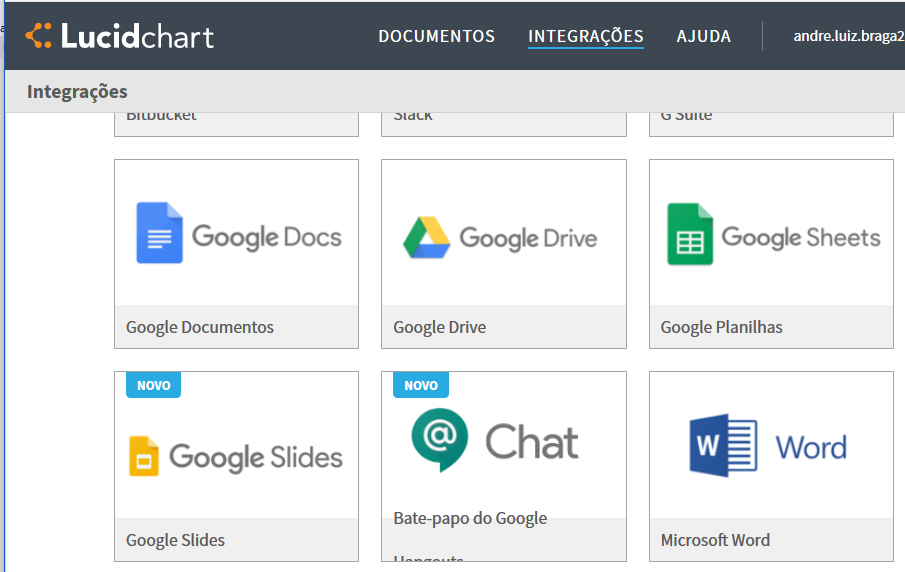 Lucidchart
DOCUMENTOS INTEGRAÇÕES AJUDA andre.luiz.braga2
Integrações
Bitbucket Slack G Suite
Google Docs Google Drive Google Sheets
Google Documentos Google Drive Google Planilhas
NOVO NOVO
Google Slides @ Chat W Word
Bate-papo do Google
Hangouts
Google Slides Microsoft Word